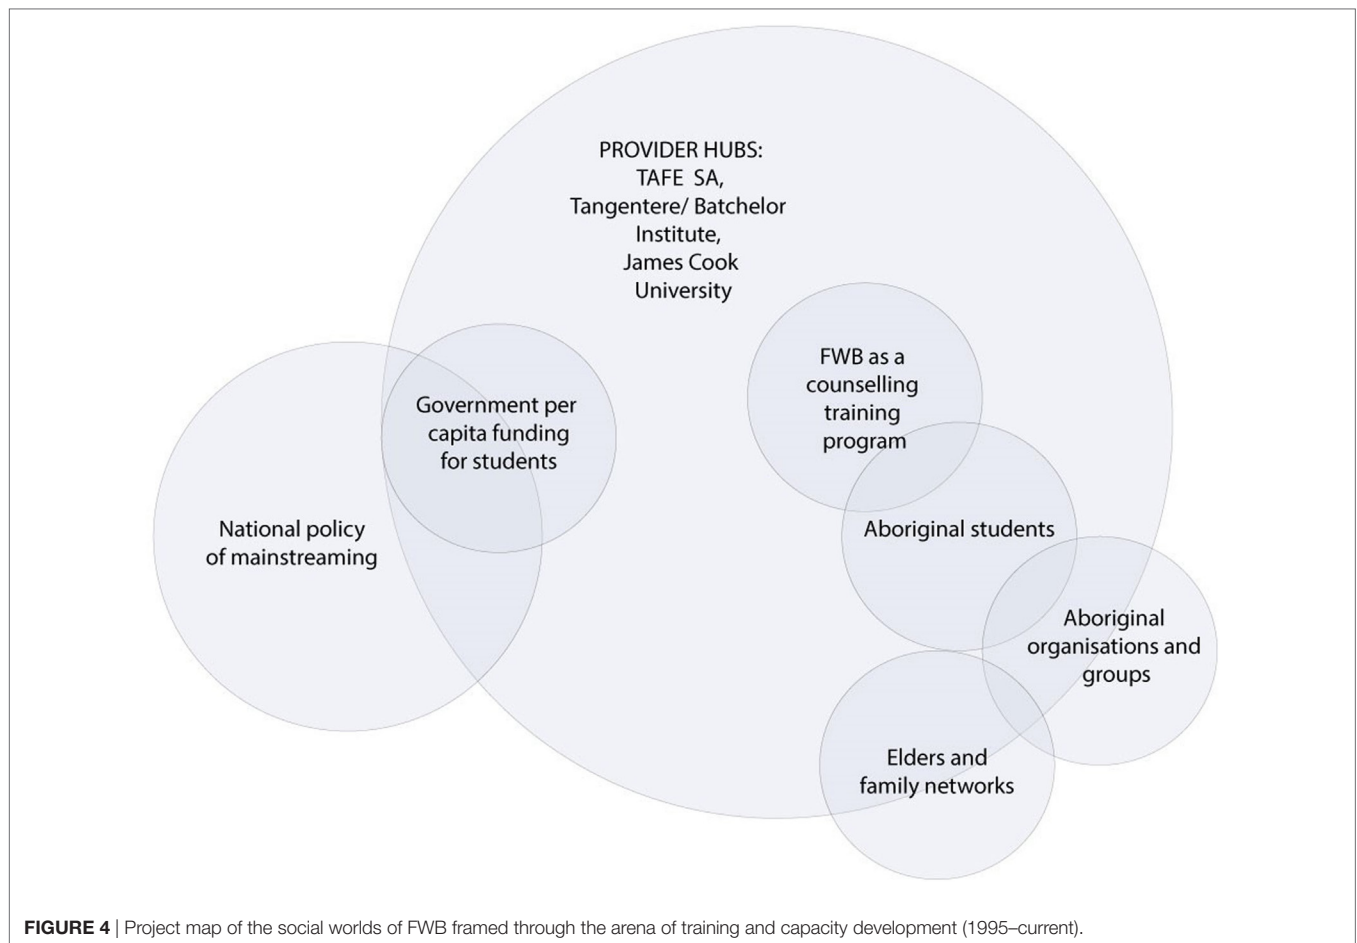 PROVIDER HUBS:
TAFE SA,
Tangentere/ Batchelor
Institute,
James Cook
University
FWB as a
counselling
training
program
Government per
capita funding
for students
National policy
of mainstreaming
Aboriginal students
Aboriginal
organisations and
groups
Elders and
family networks
FIGURE 4 | Project map of the social worlds of FWB framed through the arena of training and capacity development (1995–current).